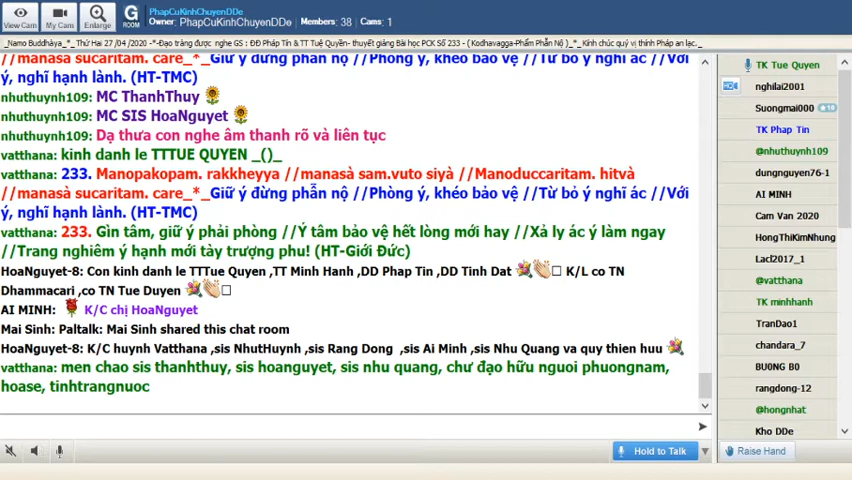 View Cam
My Cam
Enlarge
G
ROOM
PhapCuKinhChuyenDDe
Owner: PhapCuKinhChuyenDDe Members: 38 Cams: 1
_Namo Buddhàya_*_ Thứ Hai 27 /04 /2020 -*-Đạo tràng được nghe GS : ĐĐ Pháp Tín & TT Tuệ Quyền- thuyết giảng Bài học PCK Số 233 - ( Kodhavagga-Phẩm Phẫn Nộ )_*_ Kính chúc quý vị thính Pháp an lạc._
//manasà sucaritam. care_*_Giữ ý đừng phẫn nộ //Phòng ý, khéo bảo vệ //Từ bỏ ý nghĩ ác //Với
ý, nghĩ hạnh lành. (HT-TMC)
nhuthuynh109: MC ThanhThuy
nhuthuynh109: MC SIS HoaNguyet
nhuthuynh109: Dạ thưa con nghe âm thanh rõ và liên tục
vatthana: kinh danh le TTTUE QUYEN _()_
vatthana: 233. Manopakopam. rakkheyya //manasà sam.vuto siyà //Manoduccaritam. hitvà
//manasà sucaritam. care_*_Giữ ý đừng phẫn nộ //Phòng ý, khéo bảo vệ //Từ bỏ ý nghĩ ác //Với
ý, nghĩ hạnh lành. (HT-TMC)
vatthana: 233. Gìn tâm, giữ ý phải phòng //Ý tâm bảo vệ hết lòng mới hay //Xả ly ác ý làm ngay
//Trang nghiêm ý hạnh mới tày trượng phu! (HT-Giới Đức)
HoaNguyet-8: Con kinh danh le TTTue Quyen ,TT Minh Hanh ,DD Phap Tin ,DD Tinh Dat K/L co TN
Dhammacari ,co TN Tue Duyen
AI MINH: K/C chị HoaNguyet
Mai Sinh: Paltalk: Mai Sinh shared this chat room
HoaNguyet-8: K/C huynh Vatthana ,sis NhutHuynh ,sis Rang Dong ,sis Ai Minh ,sis Nhu Quang va quy thien huu
vatthana: men chao sis thanhthuy, sis hoanguyet, sis nhu quang, chư đạo hữu nguoi phuongnam,
hoase, tinhtrangnuoc
Hold to Talk
TK Tue Quyen
nghilai2001
Suongmai000
TK Phap Tin
@nhuthuynh109
dungnguyen76-1
AI MINH
Cam Van 2020
HongThiKimNhung
Lacl2017_1
@vatthana
TK minhhanh
TranDao1
chandara_7
BU0NG B0
rangdong-12
@hongnhat
Kho DDe
Raise Hand